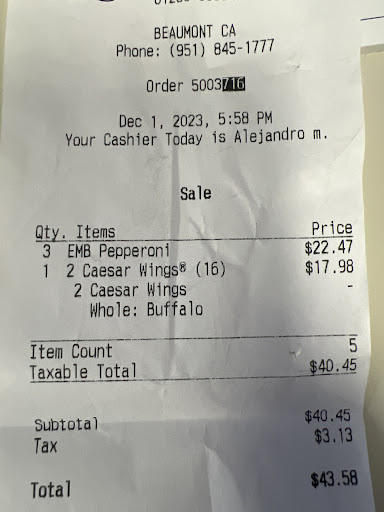 BEAUMONT CA
Phone: (951) 845-1777
Order 5003716
Dec 1, 2023, 5:58 PM
Your Cashier Today is Alejandro m.
Sale
Qty. Items Price
3 EMB Pepperoni $22.47
1 2 Caesar Wings® (16) $17.98
2 Caesar Wings -
Whole: Buffalo
Item Count 5
Taxable Total $40.45
Subtotal $40.45
Tax $3.13
Total $43.58